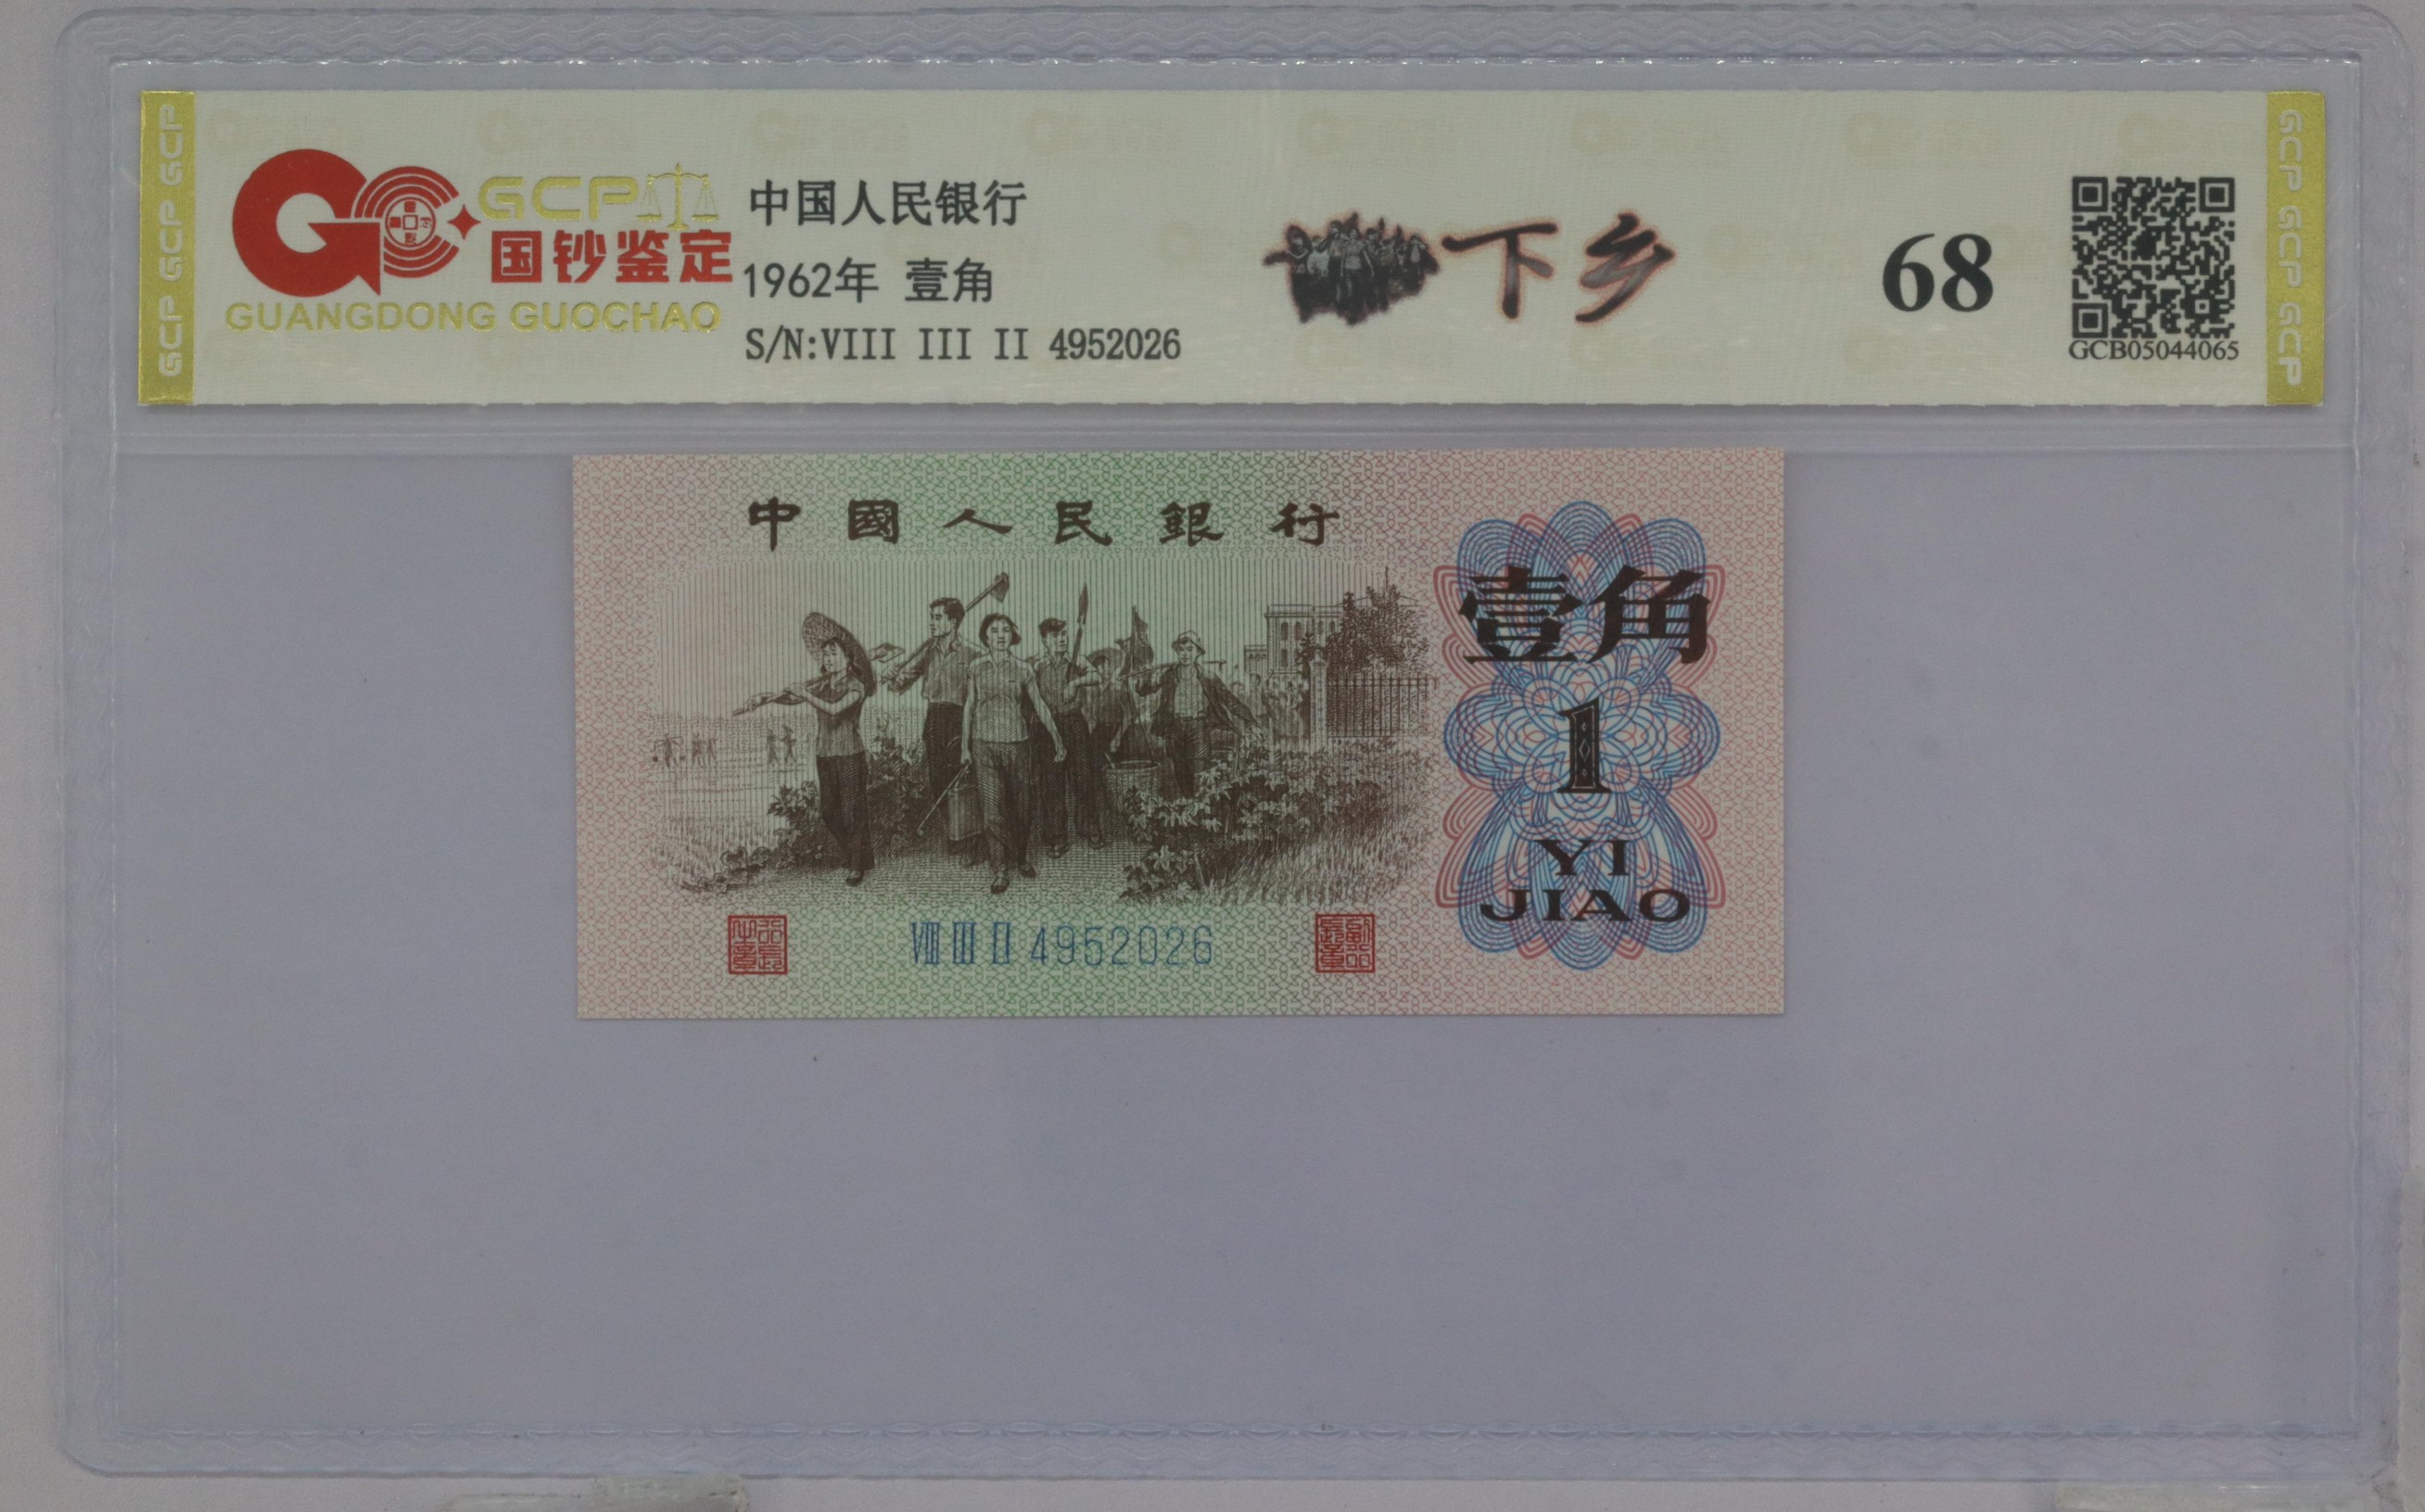 GCP GCP GCP
GCP
国钞鉴定
GUANGDONG GUOCHAO
中国人民银行
1962年 壹角
S/N:VIII III II 4952026
下乡
68
GCB05044065
GCP GCP GCP
中國人民銀行
壹角
1
YI
JIAO
VIII III II 4952026